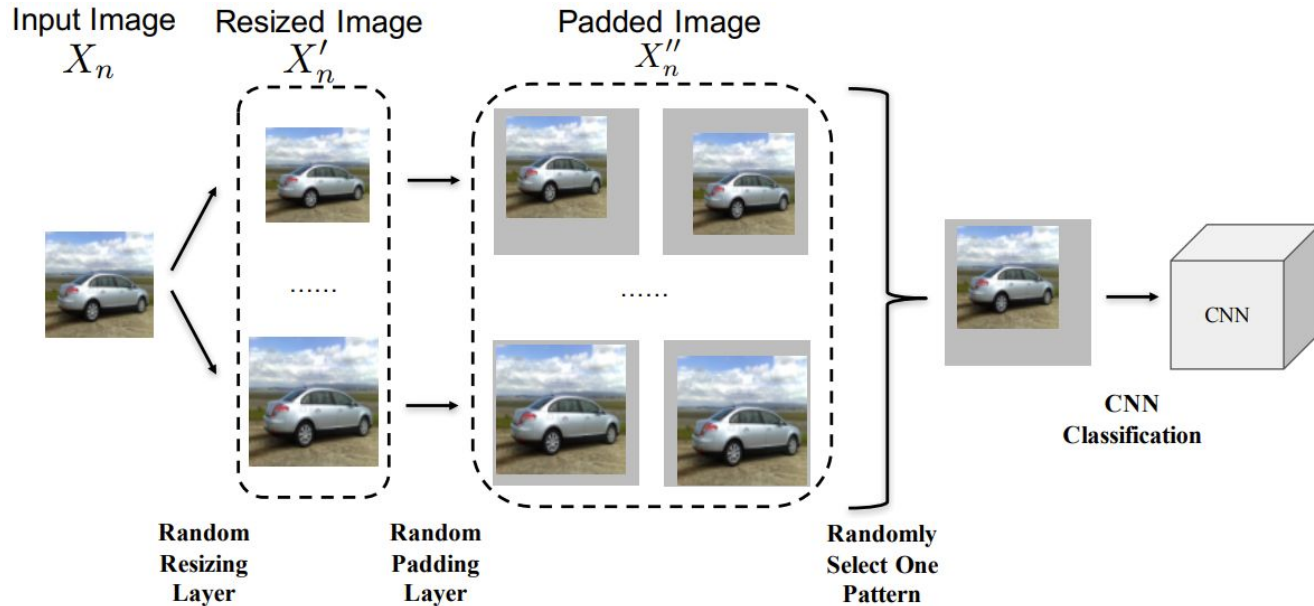 Input Image
Resized Image
Padded Image
X_n
X'_n
X''_n
......
......
CNN
CNN
Classification
Random
Resizing
Layer
Random
Padding
Layer
Randomly
Select One
Pattern